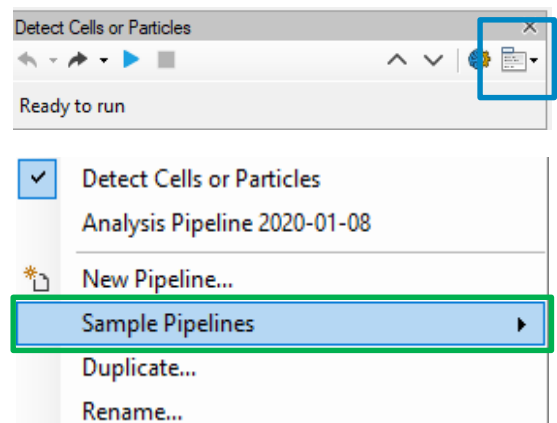 Detect Cells or Particles
Ready to run
Detect Cells or Particles
Analysis Pipeline 2020-01-08
New Pipeline...
Sample Pipelines
Duplicate...
Rename...